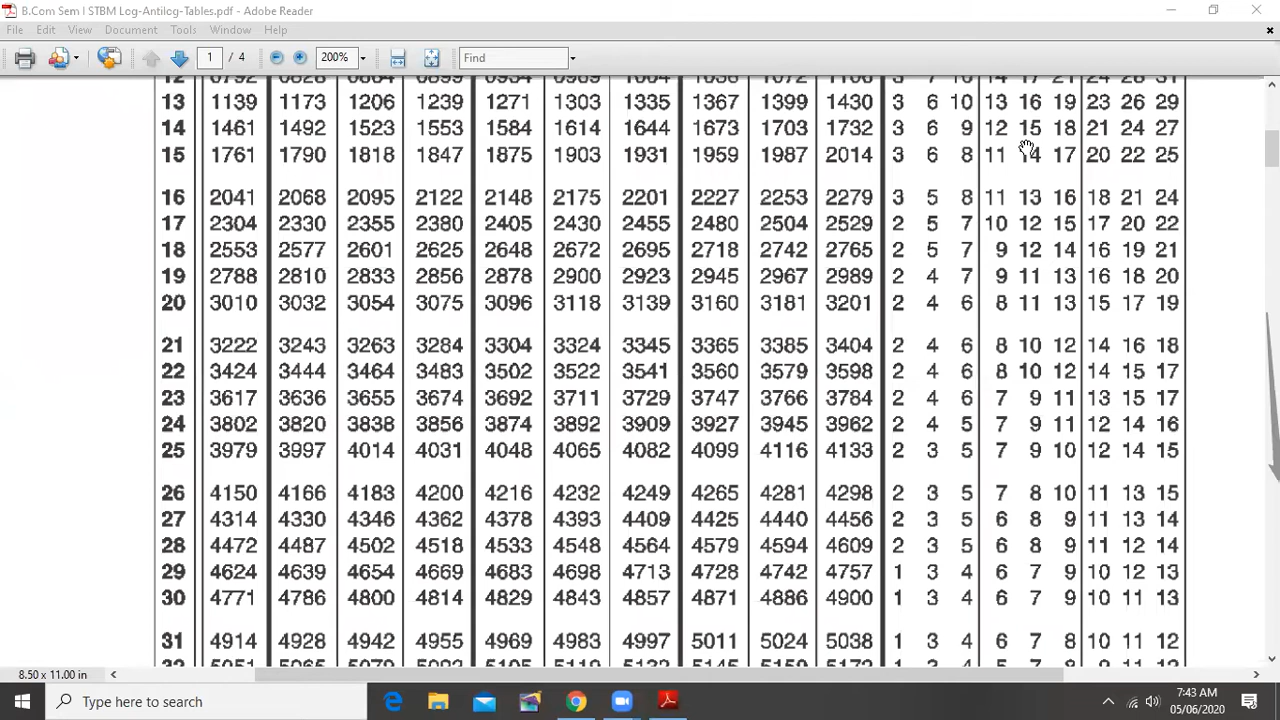 B.Com Sem I STBM Log-Antilog-Tables.pdf - Adobe Reader
File Edit View Document Tools Window Help
1 / 4 200% Find
12 0792 0828 0864 0899 0934 0969 1004 1038 1072 1106 3 7 10 14 17 21 24 28 31
13 1139 1173 1206 1239 1271 1303 1335 1367 1399 1430 3 6 10 13 16 19 23 26 29
14 1461 1492 1523 1553 1584 1614 1644 1673 1703 1732 3 6 9 12 15 18 21 24 27
15 1761 1790 1818 1847 1875 1903 1931 1959 1987 2014 3 6 8 11 14 17 20 22 25
16 2041 2068 2095 2122 2148 2175 2201 2227 2253 2279 3 5 8 11 13 16 18 21 24
17 2304 2330 2355 2380 2405 2430 2455 2480 2504 2529 2 5 7 10 12 15 17 20 22
18 2553 2577 2601 2625 2648 2672 2695 2718 2742 2765 2 5 7 9 12 14 16 19 21
19 2788 2810 2833 2856 2878 2900 2923 2945 2967 2989 2 4 7 9 11 13 16 18 20
20 3010 3032 3054 3075 3096 3118 3139 3160 3181 3201 2 4 6 8 11 13 15 17 19
21 3222 3243 3263 3284 3304 3324 3345 3365 3385 3404 2 4 6 8 10 12 14 16 18
22 3424 3444 3464 3483 3502 3522 3541 3560 3579 3598 2 4 6 8 10 12 14 15 17
23 3617 3636 3655 3674 3692 3711 3729 3747 3766 3784 2 4 6 7 9 11 13 15 17
24 3802 3820 3838 3856 3874 3892 3909 3927 3945 3962 2 4 5 7 9 11 12 14 16
25 3979 3997 4014 4031 4048 4065 4082 4099 4116 4133 2 3 5 7 9 10 12 14 15
26 4150 4166 4183 4200 4216 4232 4249 4265 4281 4298 2 3 5 7 8 10 11 13 15
27 4314 4330 4346 4362 4378 4393 4409 4425 4440 4456 2 3 5 6 8 9 11 13 14
28 4472 4487 4502 4518 4533 4548 4564 4579 4594 4609 2 3 5 6 8 9 11 12 14
29 4624 4639 4654 4669 4683 4698 4713 4728 4742 4757 1 3 4 6 7 9 10 12 13
30 4771 4786 4800 4814 4829 4843 4857 4871 4886 4900 1 3 4 6 7 9 10 11 13
31 4914 4928 4942 4955 4969 4983 4997 5011 5024 5038 1 3 4 6 7 8 10 11 12
8.50 x 11.00 in
Type here to search
7:43 AM
05/06/2020